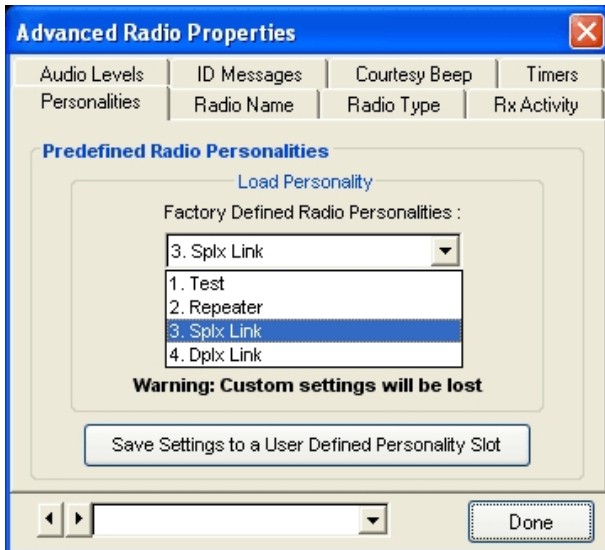 Advanced Radio Properties
Audio Levels ID Messages Courtesy Beep Timers
Personalities Radio Name Radio Type Rx Activity
Predefined Radio Personalities
Load Personality
Factory Defined Radio Personalities :
3. Splx Link
1. Test
2. Repeater
3. Splx Link
4. Dplx Link
Warning: Custom settings will be lost
Save Settings to a User Defined Personality Slot
Done